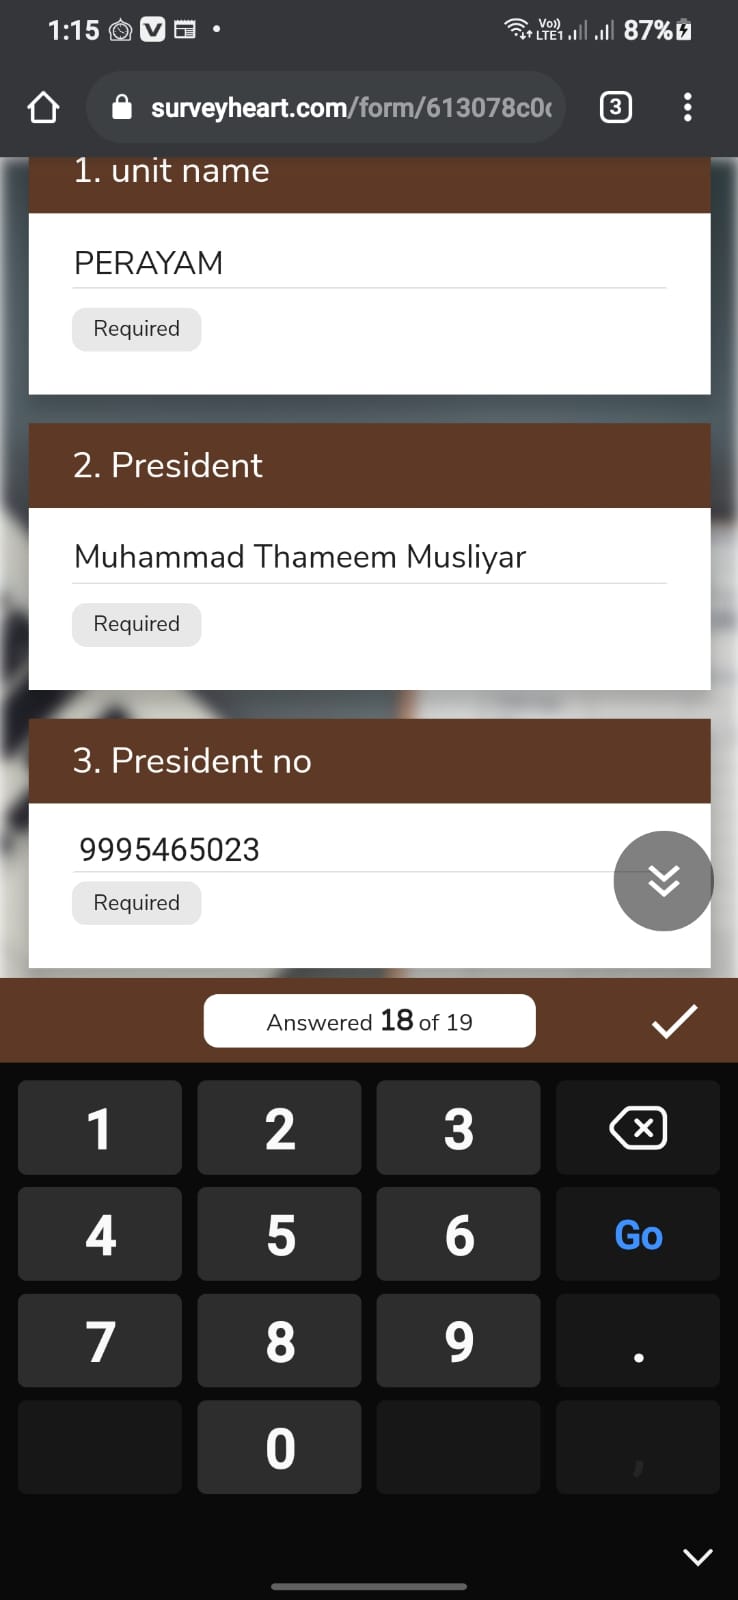 1:15
Vo))
LTE1
87%
surveyheart.com/form/613078c0
3
1. unit name
PERAYAM
Required
2. President
Muhammad Thameem Musliyar
Required
3. President no
9995465023
Required
Answered 18 of 19
1 2 3
4 5 6 Go
7 8 9 .
0 ,